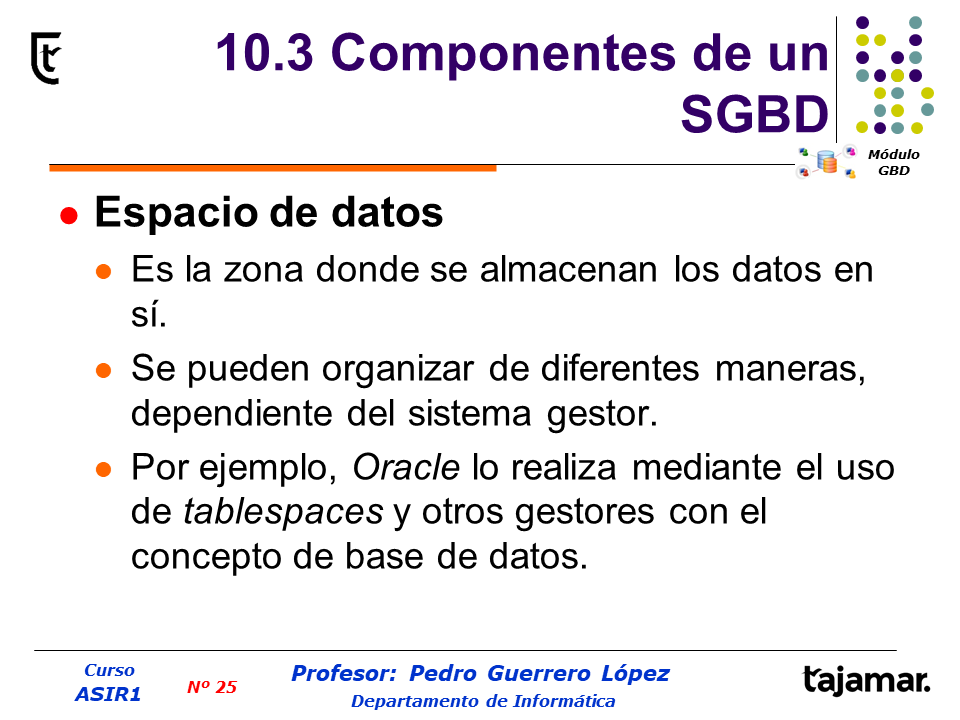 10.3 Componentes de un
SGBD
Módulo
GBD
Espacio de datos
Es la zona donde se almacenan los datos en
sí.
Se pueden organizar de diferentes maneras,
dependiente del sistema gestor.
Por ejemplo, Oracle lo realiza mediante el uso
de tablespaces y otros gestores con el
concepto de base de datos.
Curso
ASIR1
Nº 25
Profesor: Pedro Guerrero López
Departamento de Informática
tajamar.